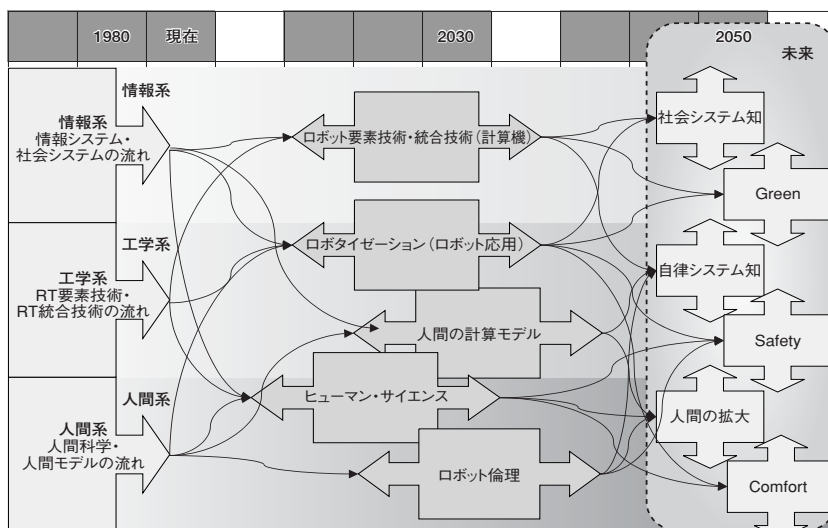 1980
現在
2030
2050
未来
情報系
情報系
情報システム・
社会システムの流れ
工学系
工学系
RT要素技術・
RT統合技術の流れ
人間系
人間系
人間科学・
人間モデルの流れ
ロボット要素技術・統合技術(計算機)
ロボタイゼーション(ロボット応用)
人間の計算モデル
ヒューマン・サイエンス
ロボット倫理
社会システム知
Green
自律システム知
Safety
人間の拡大
Comfort